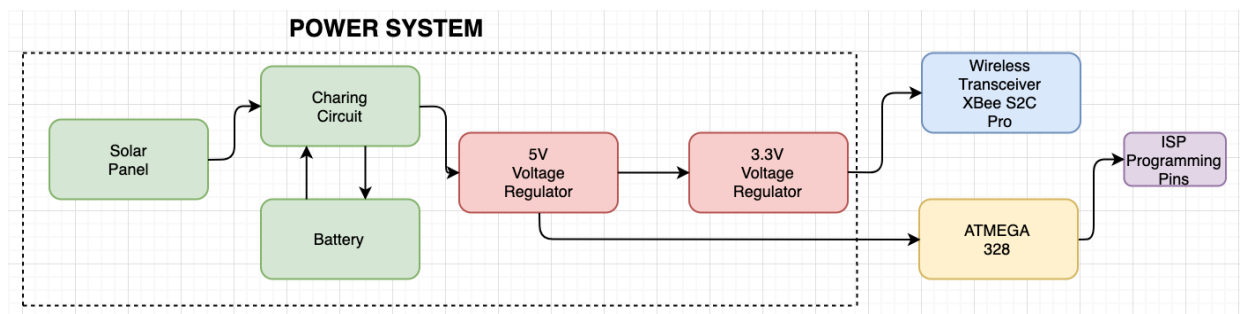 POWER SYSTEM
Solar
Panel
Charing
Circuit
Battery
5V
Voltage
Regulator
3.3V
Voltage
Regulator
Wireless
Transceiver
XBee S2C
Pro
ATMEGA
328
ISP
Programming
Pins